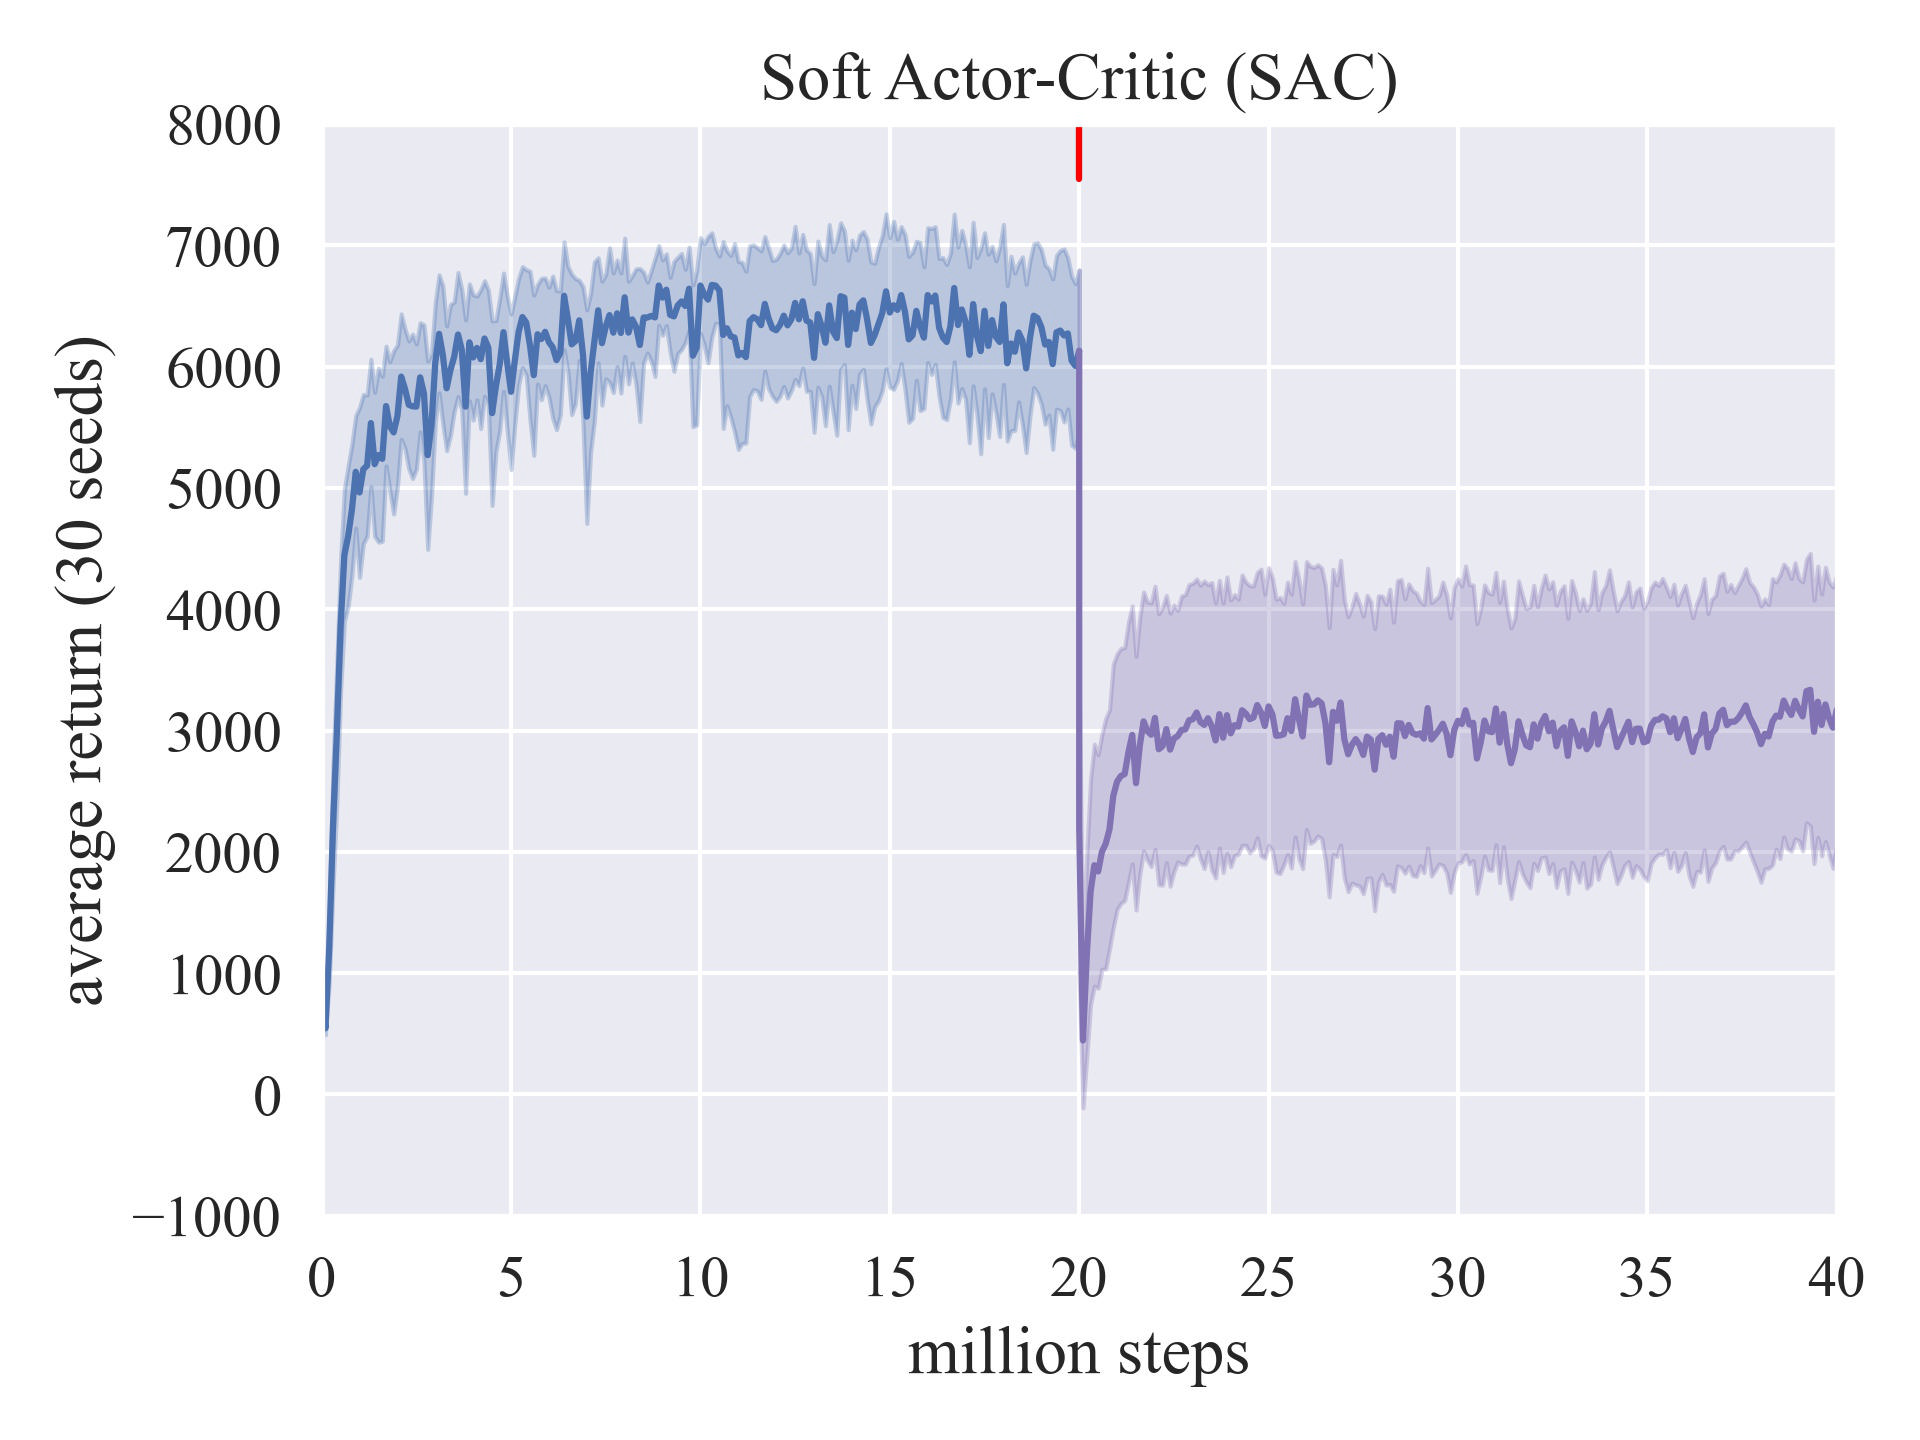 Soft Actor-Critic (SAC)
average return (30 seeds)
8000
7000
6000
5000
4000
3000
2000
1000
0
−1000
0 5 10 15 20 25 30 35 40
million steps